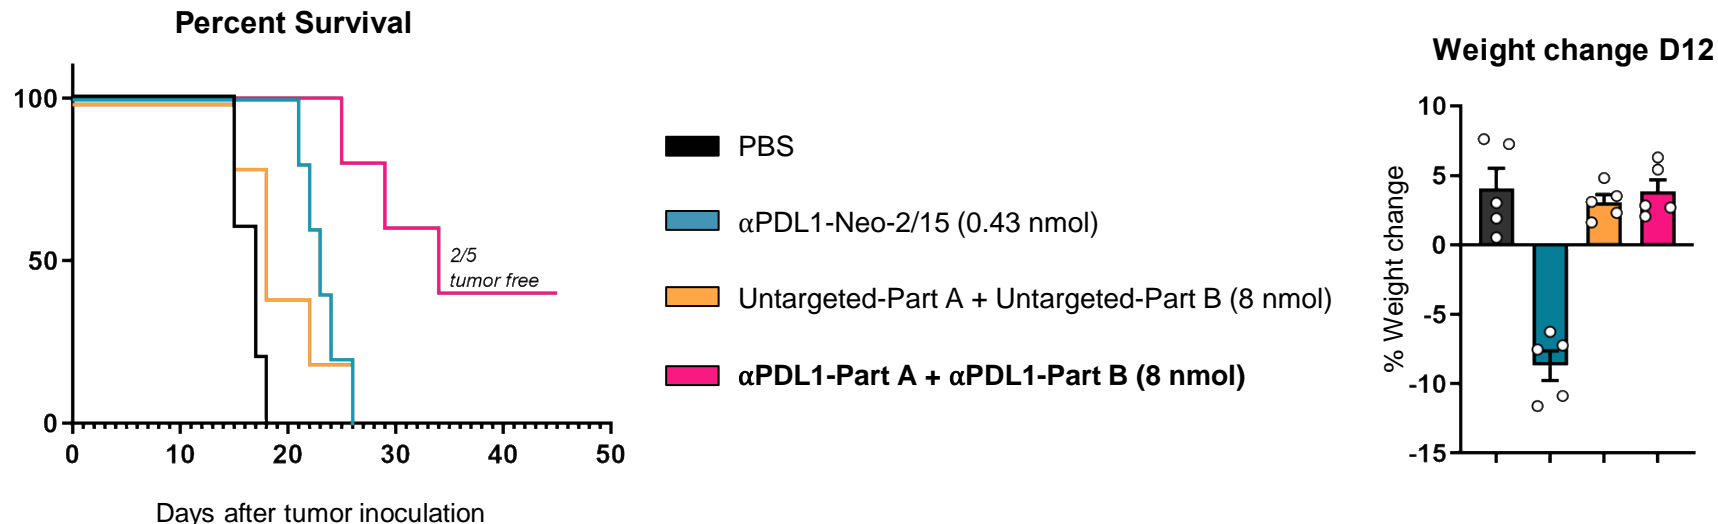 Percent Survival
100
50
0
0 10 20 30 40 50
Days after tumor inoculation
2/5
tumor free
PBS
αPDL1-Neo-2/15 (0.43 nmol)
Untargeted-Part A + Untargeted-Part B (8 nmol)
αPDL1-Part A + αPDL1-Part B (8 nmol)
Weight change D12
% Weight change
10
5
0
-5
-10
-15